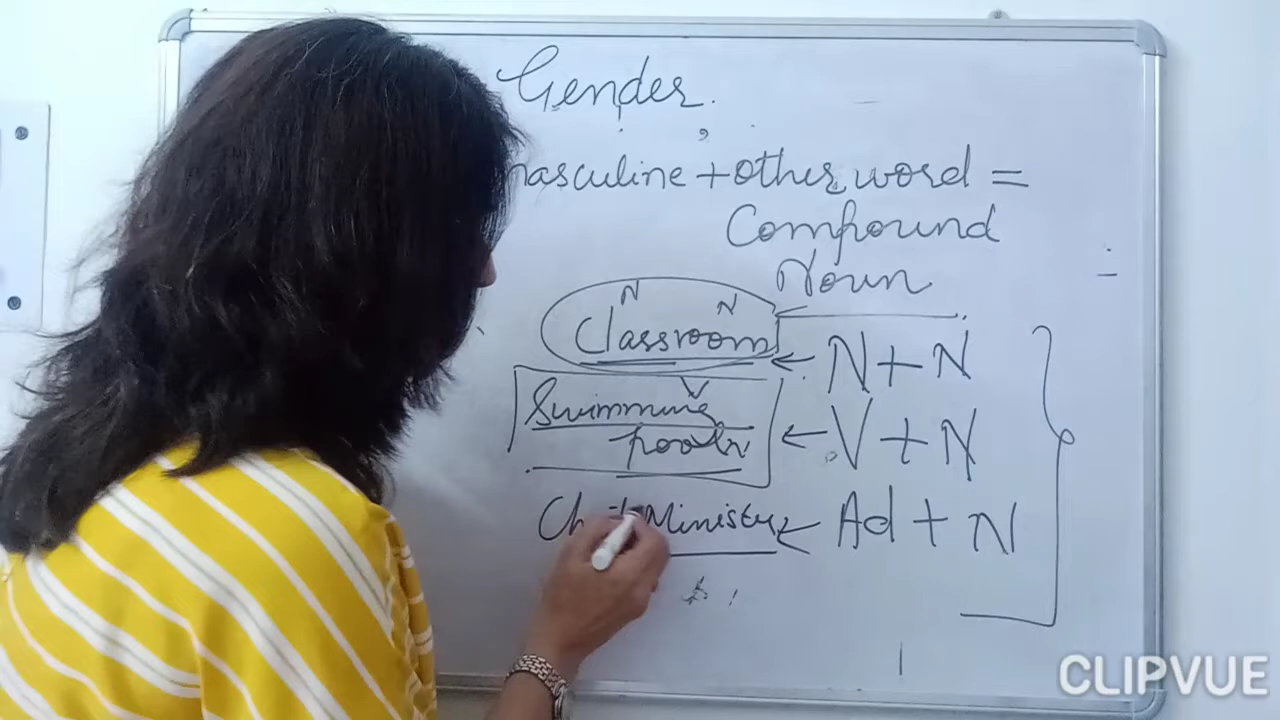 Gender.
masculine + other word =
Compound
Noun
N N
Classroom ← N + N
V
Swimming
pool N ← V + N
Minister ← Ad + N
CLIPVUE